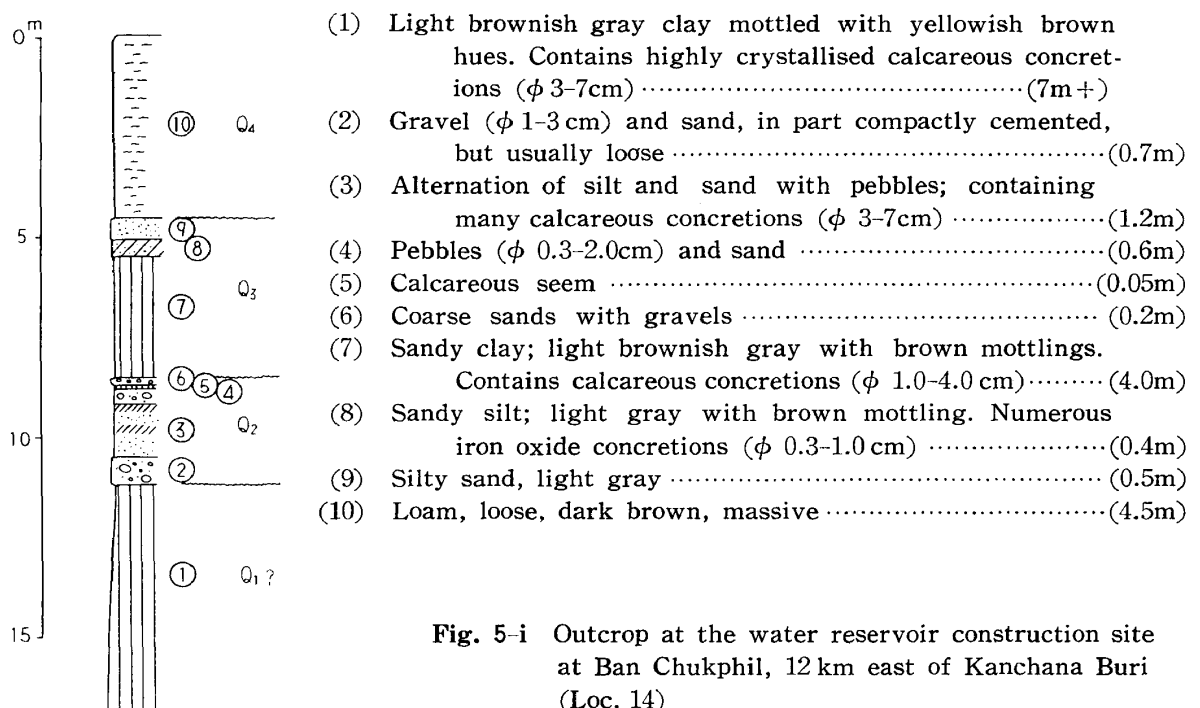 m
0
5
10
15
⑩ Q₄
⑨
⑧
⑦ Q₃
⑥ ⑤ ④
③ Q₂
②
① Q₁ ?
(1) Light brownish gray clay mottled with yellowish brown
hues. Contains highly crystallised calcareous concret-
ions (ϕ 3-7cm) ⋯⋯⋯⋯⋯⋯⋯⋯⋯⋯⋯⋯⋯⋯ (7m+)
(2) Gravel (ϕ 1-3 cm) and sand, in part compactly cemented,
but usually loose ⋯⋯⋯⋯⋯⋯⋯⋯⋯⋯⋯⋯⋯⋯ (0.7m)
(3) Alternation of silt and sand with pebbles; containing
many calcareous concretions (ϕ 3-7cm) ⋯⋯⋯⋯⋯⋯ (1.2m)
(4) Pebbles (ϕ 0.3-2.0cm) and sand ⋯⋯⋯⋯⋯⋯⋯⋯⋯ (0.6m)
(5) Calcareous seem ⋯⋯⋯⋯⋯⋯⋯⋯⋯⋯⋯⋯⋯⋯ (0.05m)
(6) Coarse sands with gravels ⋯⋯⋯⋯⋯⋯⋯⋯⋯⋯⋯ (0.2m)
(7) Sandy clay; light brownish gray with brown mottlings.
Contains calcareous concretions (ϕ 1.0-4.0 cm) ⋯⋯⋯ (4.0m)
(8) Sandy silt; light gray with brown mottling. Numerous
iron oxide concretions (ϕ 0.3-1.0 cm) ⋯⋯⋯⋯⋯⋯ (0.4m)
(9) Silty sand, light gray ⋯⋯⋯⋯⋯⋯⋯⋯⋯⋯⋯⋯ (0.5m)
(10) Loam, loose, dark brown, massive ⋯⋯⋯⋯⋯⋯⋯⋯ (4.5m)
Fig. 5-i Outcrop at the water reservoir construction site
at Ban Chukphil, 12 km east of Kanchana Buri
(Loc. 14)